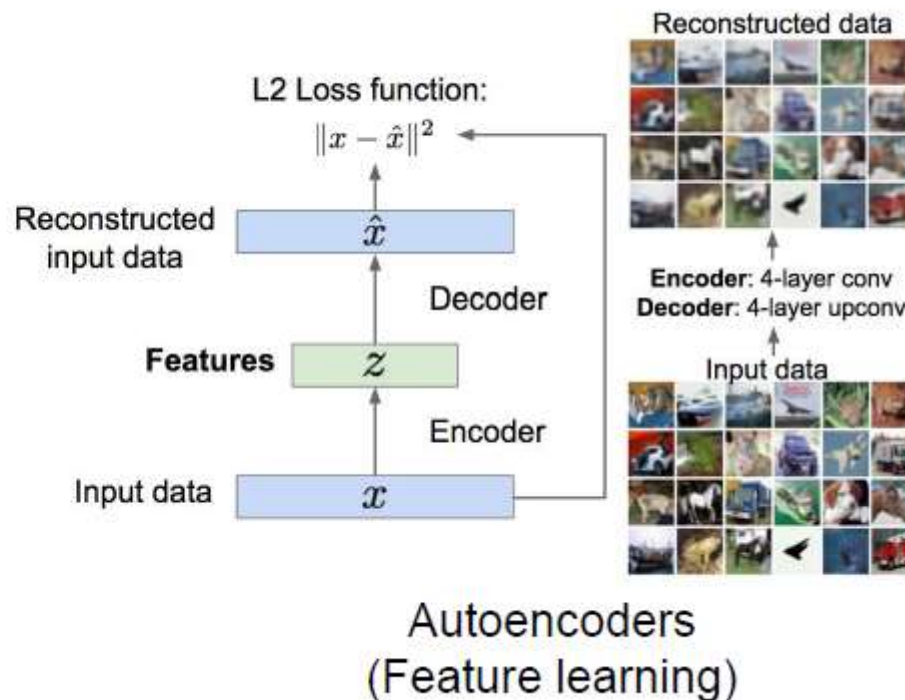 Reconstructed data
L2 Loss function:
‖x − x̂‖²
Reconstructed
input data
x̂
Decoder
Encoder: 4-layer conv
Decoder: 4-layer upconv
Features
z
Input data
Encoder
Input data
x
Autoencoders
(Feature learning)